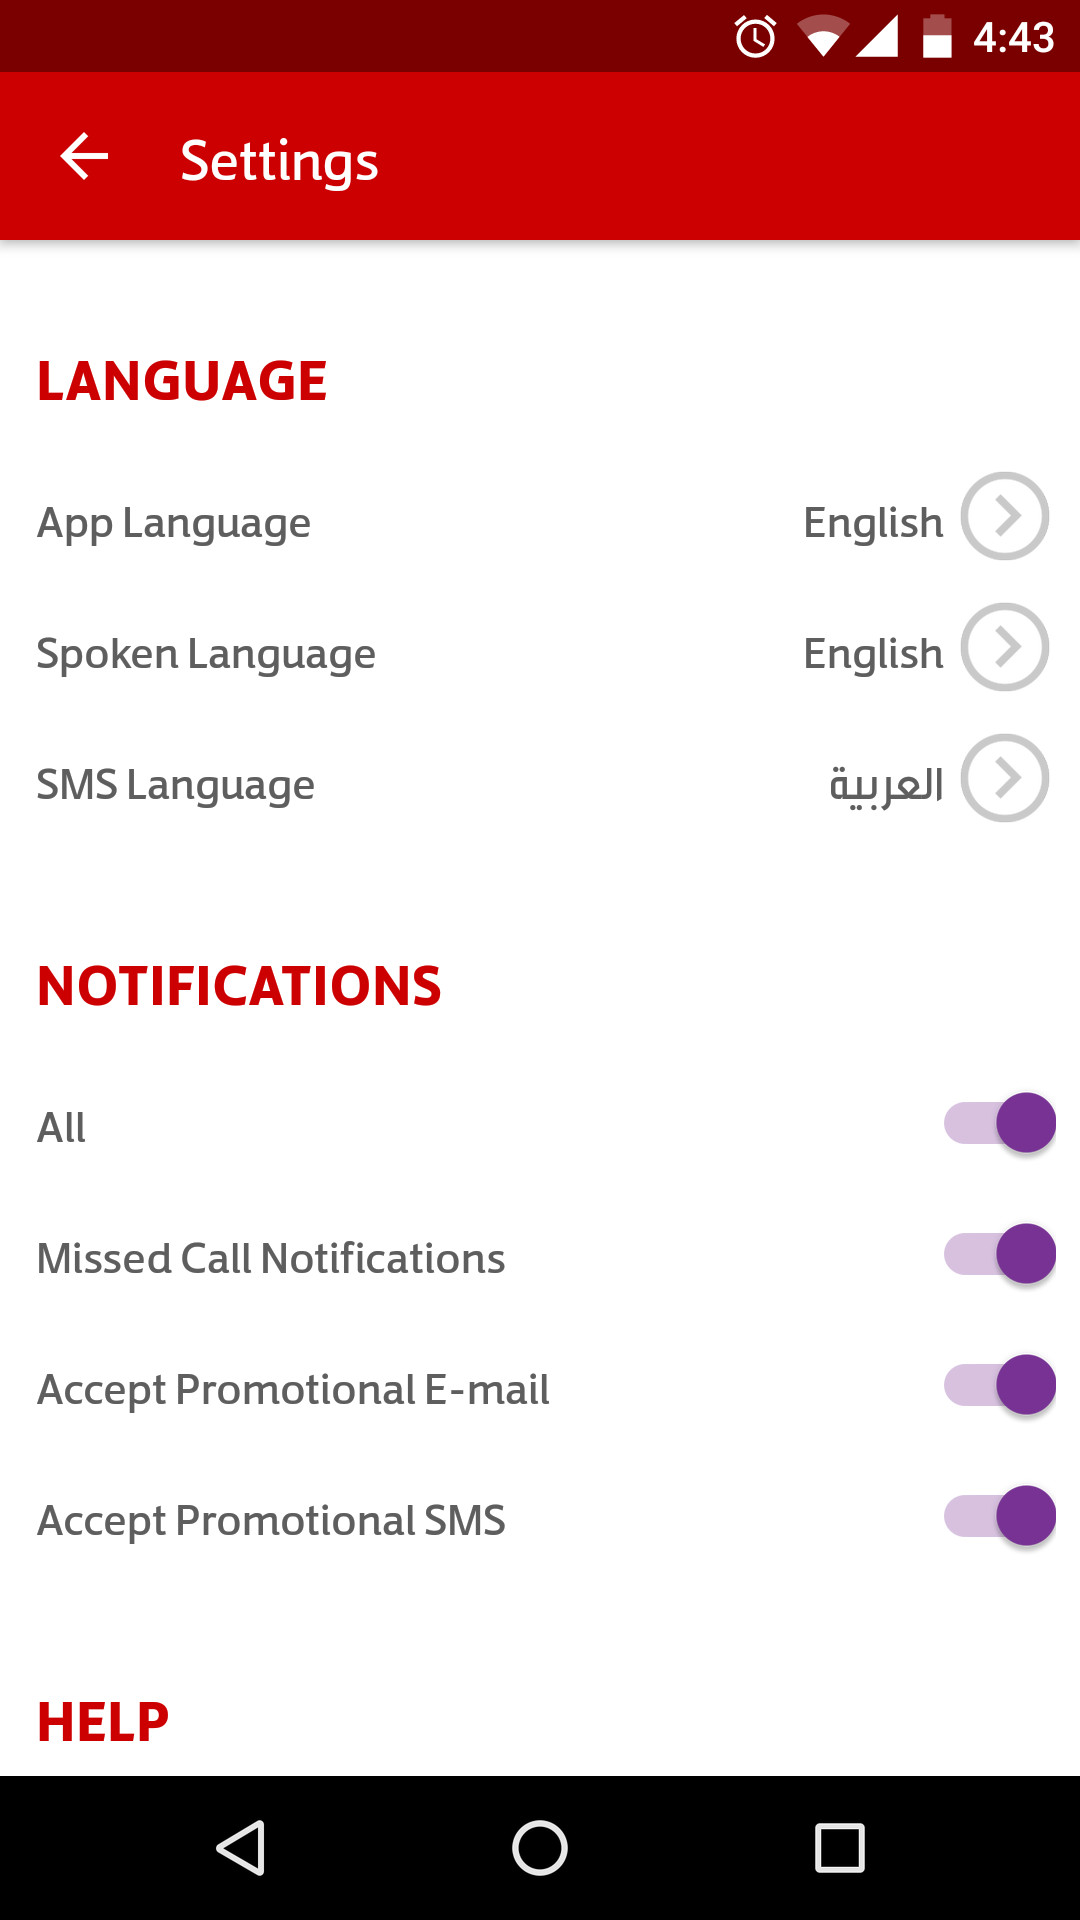 4:43
Settings
LANGUAGE
App Language English
Spoken Language English
SMS Language العربية
NOTIFICATIONS
All
Missed Call Notifications
Accept Promotional E-mail
Accept Promotional SMS
HELP